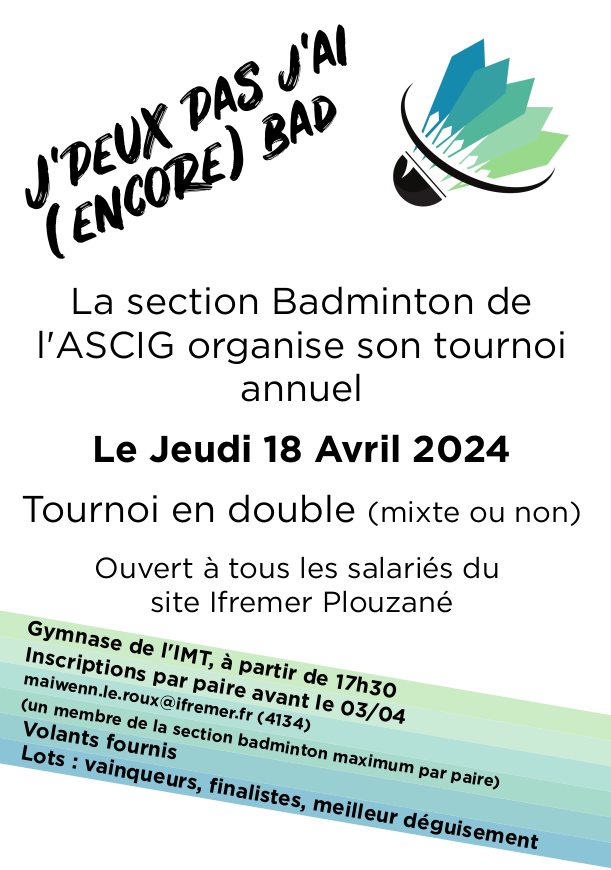 J'PEUX PAS J'AI
(ENCORE) BAD
La section Badminton de
l'ASCIG organise son tournoi
annuel
Le Jeudi 18 Avril 2024
Tournoi en double (mixte ou non)
Ouvert à tous les salariés du
site Ifremer Plouzané
Gymnase de l'IMT, à partir de 17h30
Inscriptions par paire avant le 03/04
maiwenn.le.roux@ifremer.fr (4134)
(un membre de la section badminton maximum par paire)
Volants fournis
Lots : vainqueurs, finalistes, meilleur déguisement